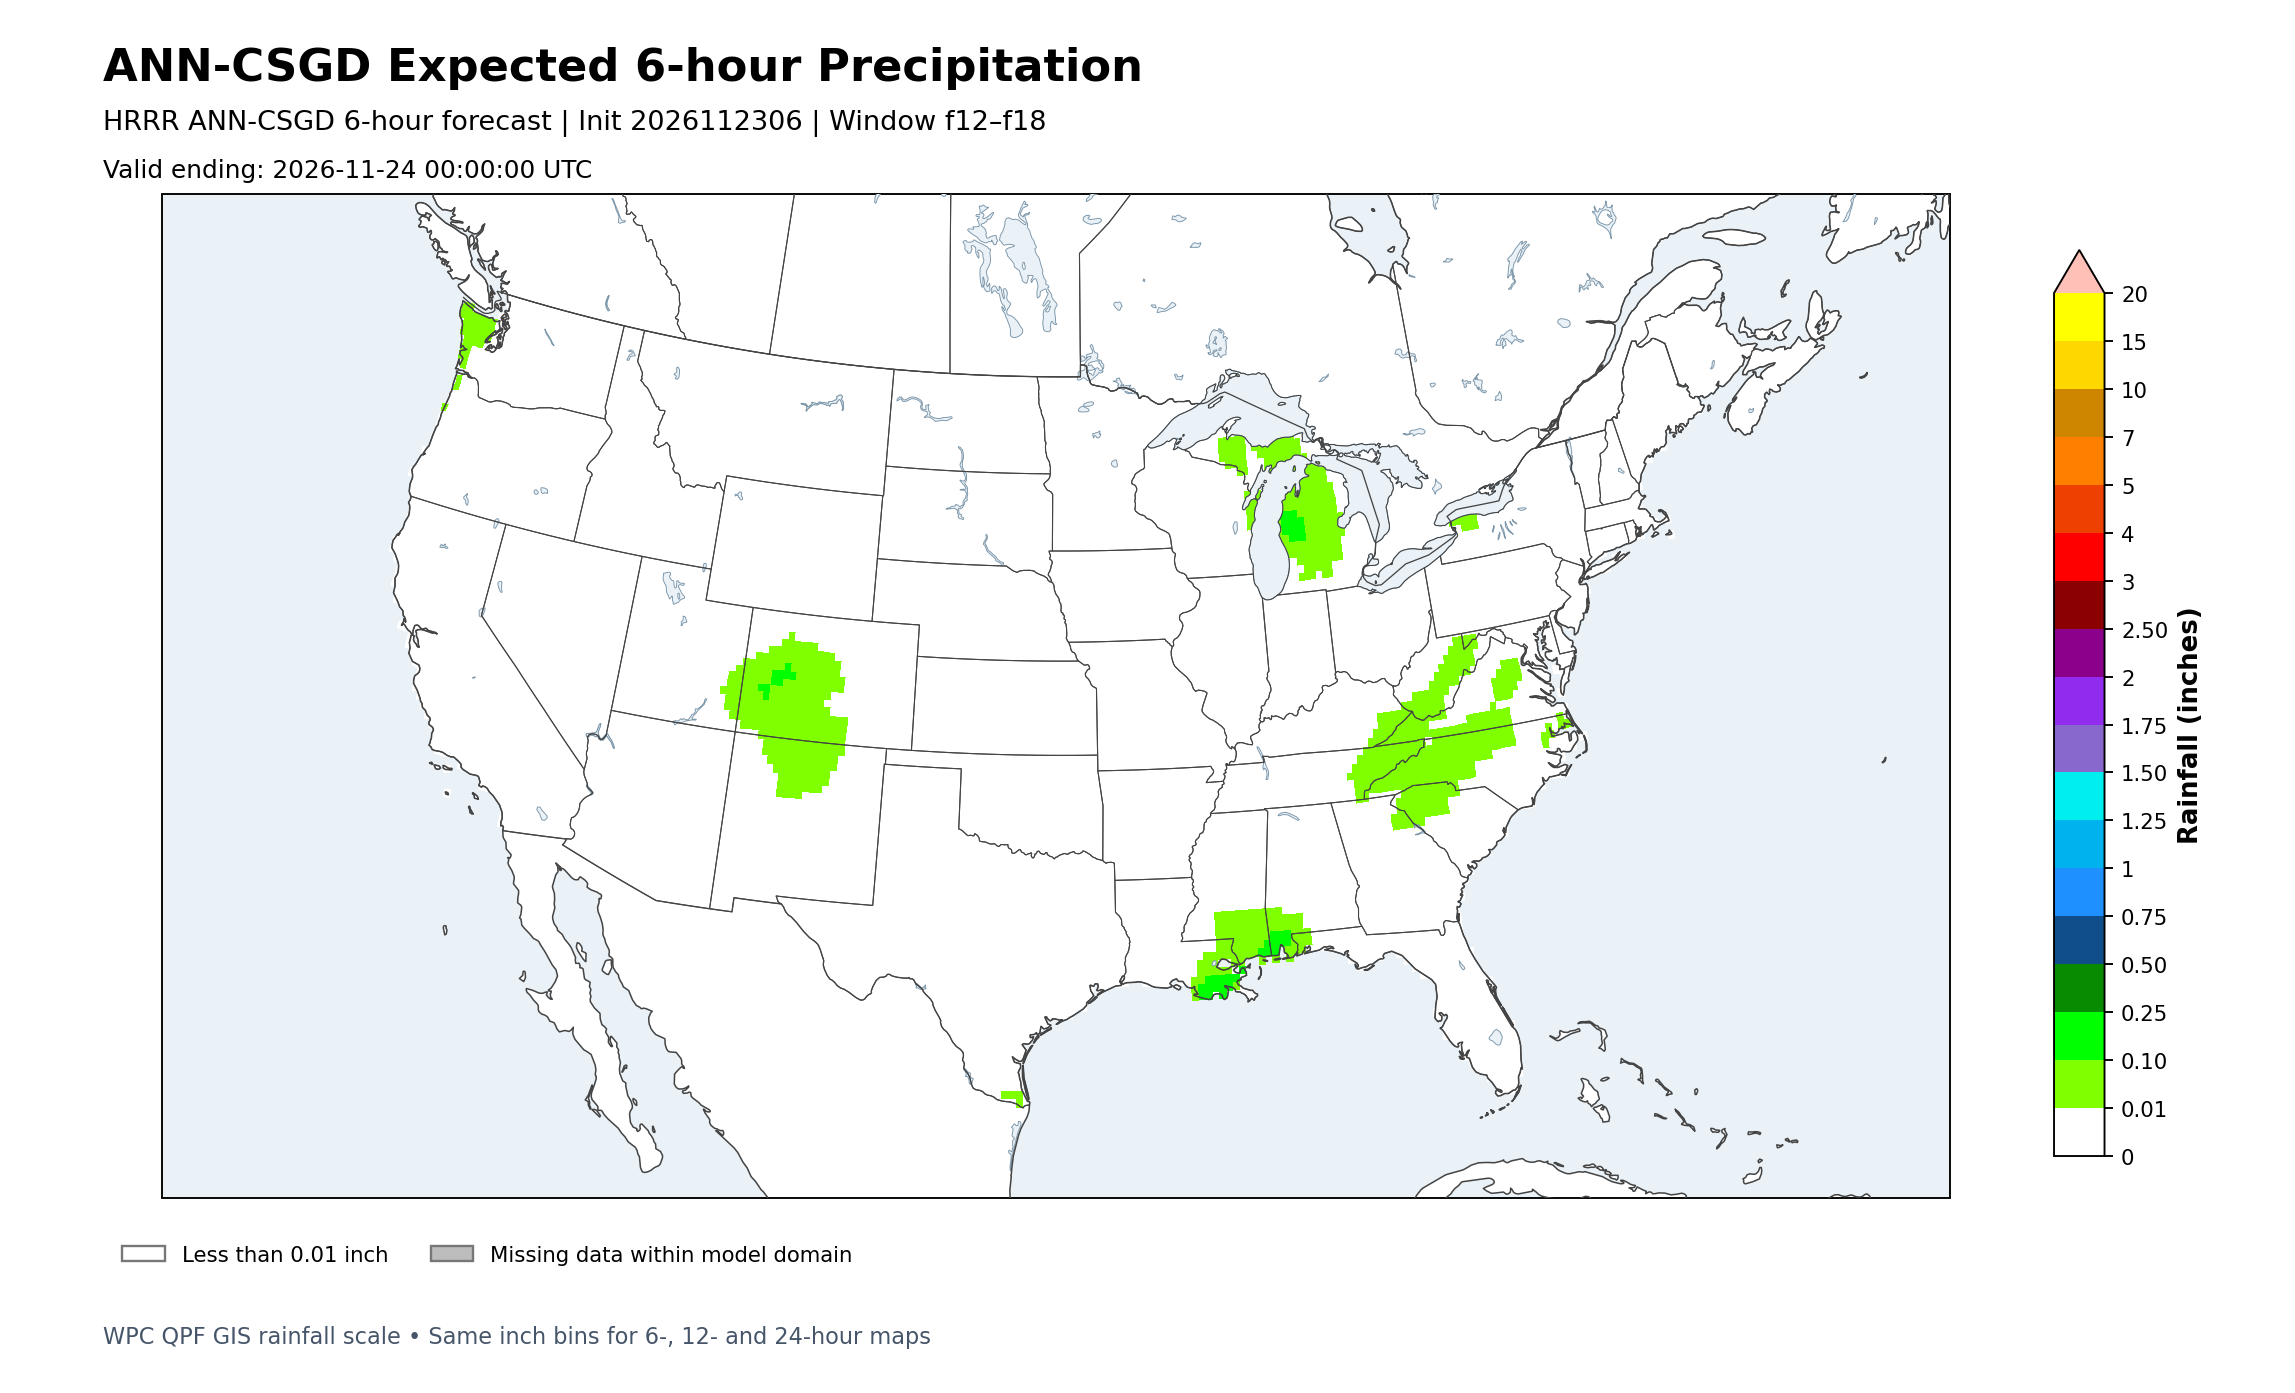 ANN-CSGD Expected 6-hour Precipitation
HRRR ANN-CSGD 6-hour forecast | Init 2026112306 | Window f12–f18
Valid ending: 2026-11-24 00:00:00 UTC
20
15
10
7
5
4
3
2.50
2
1.75
1.50
1.25
1
0.75
0.50
0.25
0.10
0.01
0
Rainfall (inches)
Less than 0.01 inch
Missing data within model domain
WPC QPF GIS rainfall scale • Same inch bins for 6-, 12- and 24-hour maps